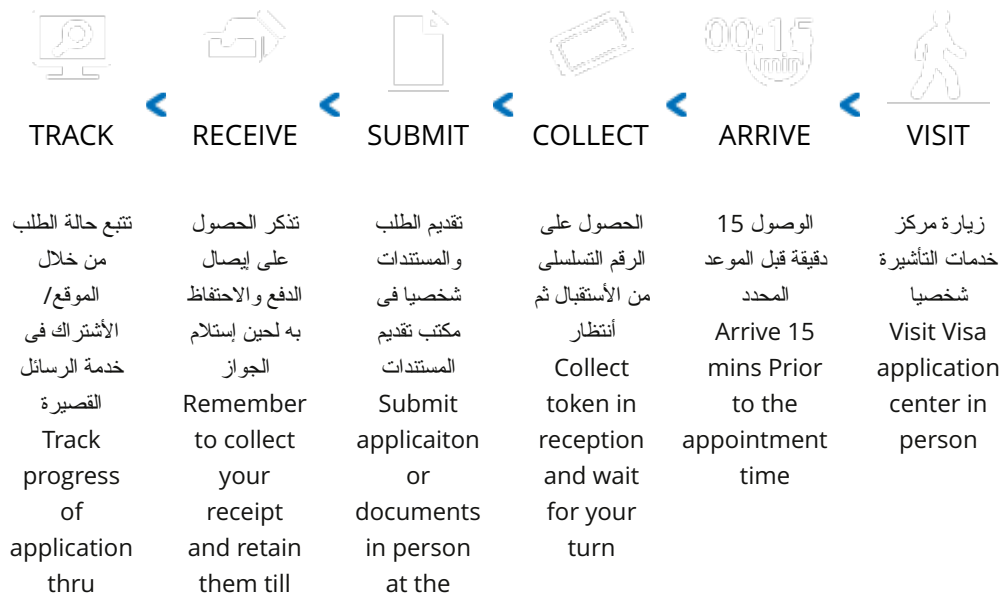 00:15
min
VISIT
زيارة مركز
خدمات التأشيرة
شخصيا
Visit Visa
application
center in
person
ARRIVE
الوصول 15
دقيقة قبل الموعد
المحدد
Arrive 15
mins Prior
to the
appointment
time
COLLECT
الحصول على
الرقم التسلسلى
من الأستقبال ثم
أنتظار
Collect
token in
reception
and wait
for your
turn
SUBMIT
تقديم الطلب
والمستندات
شخصيا فى
مكتب تقديم
المستندات
Submit
applicaiton
or
documents
in person
at the
RECEIVE
تذكر الحصول
على إيصال
الدفع والاحتفاظ
به لحين إستلام
الجواز
Remember
to collect
your
receipt
and retain
them till
TRACK
تتبع حالة الطلب
من خلال
الموقع/
الأشتراك فى
خدمة الرسائل
القصيرة
Track
progress
of
application
thru